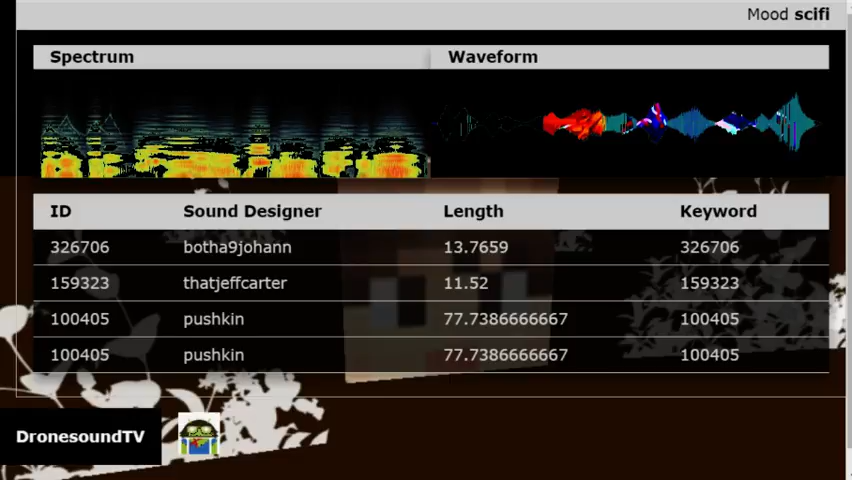 Mood scifi
Spectrum Waveform
ID Sound Designer Length Keyword
326706 botha9johann 13.7659 326706
159323 thatjeffcarter 11.52 159323
100405 pushkin 77.7386666667 100405
100405 pushkin 77.7386666667 100405
DronesoundTV